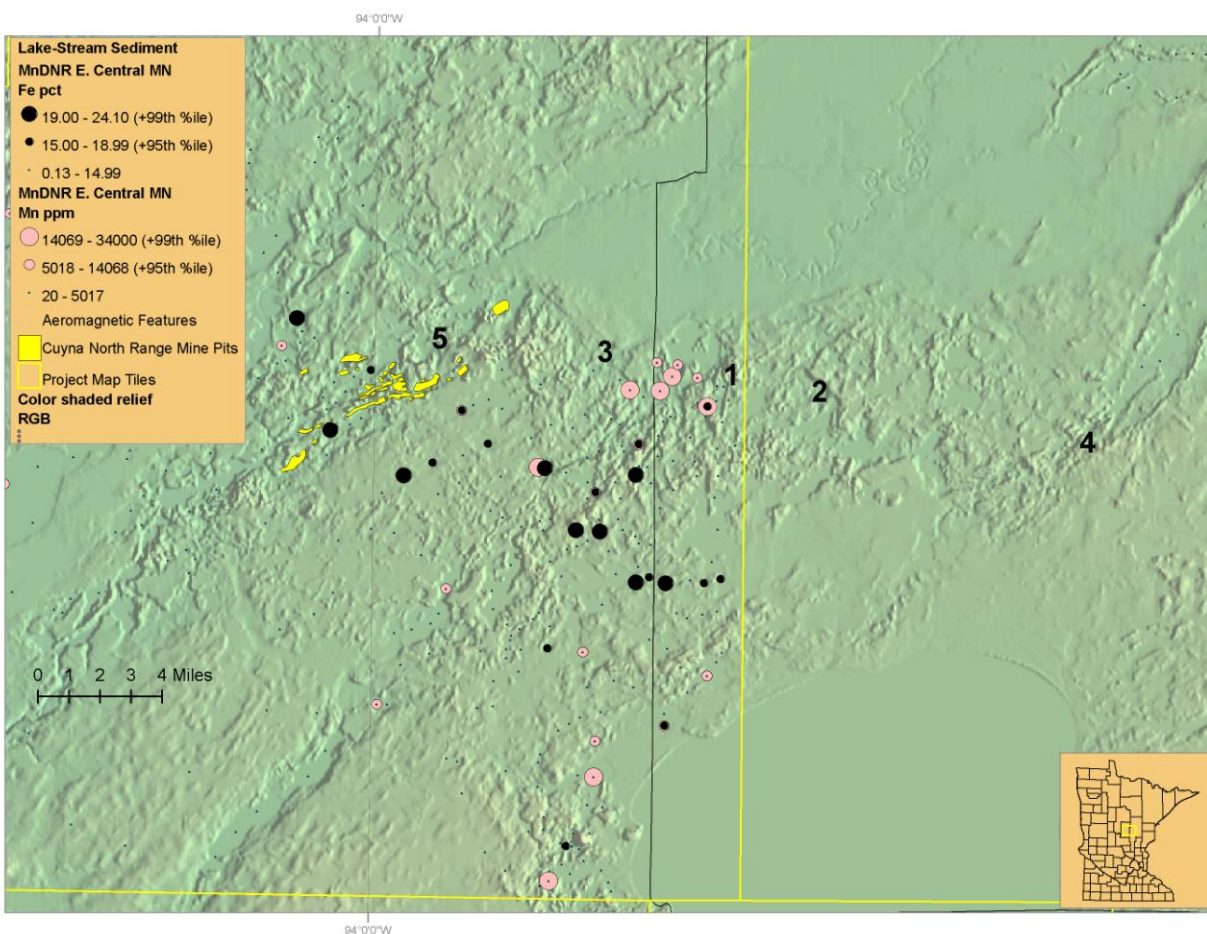 94°0'0"W
Lake-Stream Sediment
MnDNR E. Central MN
Fe pct
19.00 - 24.10 (+99th %ile)
15.00 - 18.99 (+95th %ile)
0.13 - 14.99
MnDNR E. Central MN
Mn ppm
14069 - 34000 (+99th %ile)
5018 - 14068 (+95th %ile)
20 - 5017
Aeromagnetic Features
Cuyna North Range Mine Pits
Project Map Tiles
Color shaded relief
RGB
5
3
1
2
4
0 1 2 3 4 Miles
94°0'0"W